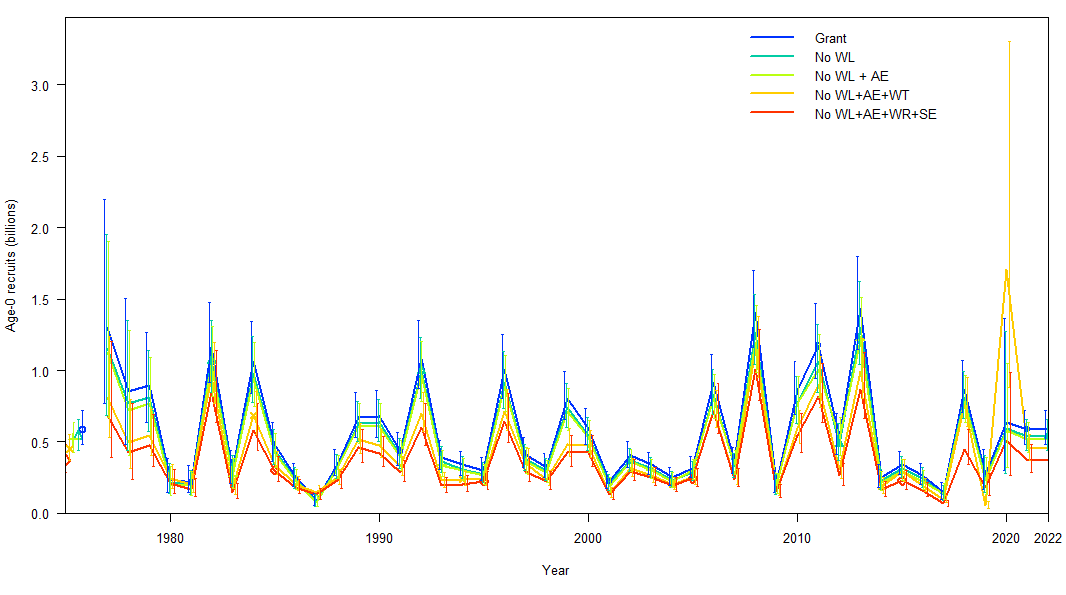 Grant
No WL
No WL + AE
No WL+AE+WT
No WL+AE+WR+SE
Age-0 recruits (billions)
3.0
2.5
2.0
1.5
1.0
0.5
0.0
1980 1990 2000 2010 2020 2022
Year